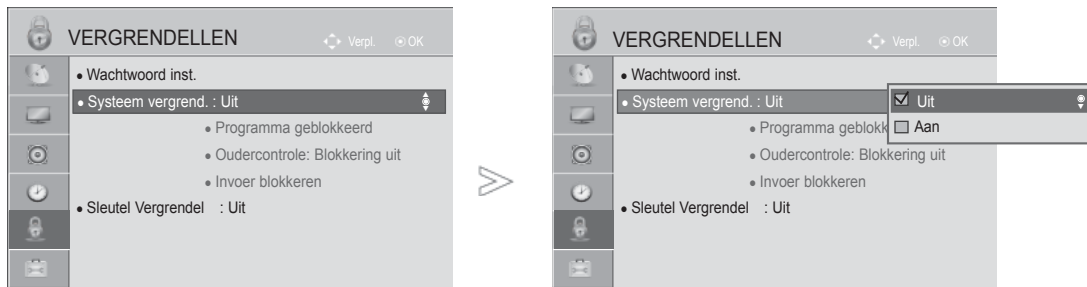 VERGRENDELLEN Verpl. OK
• Wachtwoord inst.
• Systeem vergrend. : Uit
• Programma geblokkeerd
• Oudercontrole: Blokkering uit
• Invoer blokkeren
• Sleutel Vergrendel : Uit
VERGRENDELLEN Verpl. OK
• Wachtwoord inst.
• Systeem vergrend. : Uit
Uit
• Programma geblokk
Aan
• Oudercontrole: Blokkering uit
• Invoer blokkeren
• Sleutel Vergrendel : Uit